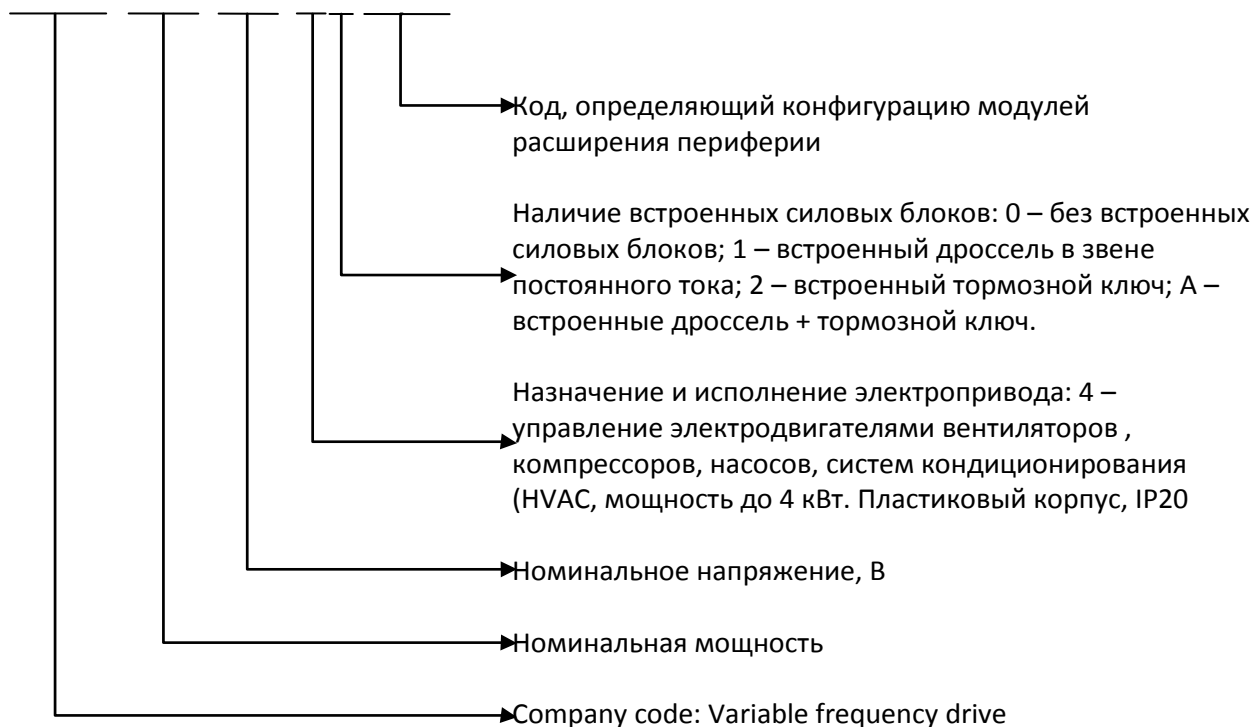 Код, определяющий конфигурацию модулей
расширения периферии
Наличие встроенных силовых блоков: 0 – без встроенных
силовых блоков; 1 – встроенный дроссель в звене
постоянного тока; 2 – встроенный тормозной ключ; А –
встроенные дроссель + тормозной ключ.
Назначение и исполнение электропривода: 4 –
управление электродвигателями вентиляторов ,
компрессоров, насосов, систем кондиционирования
(HVAC, мощность до 4 кВт. Пластиковый корпус, IP20
Номинальное напряжение, В
Номинальная мощность
Company code: Variable frequency drive